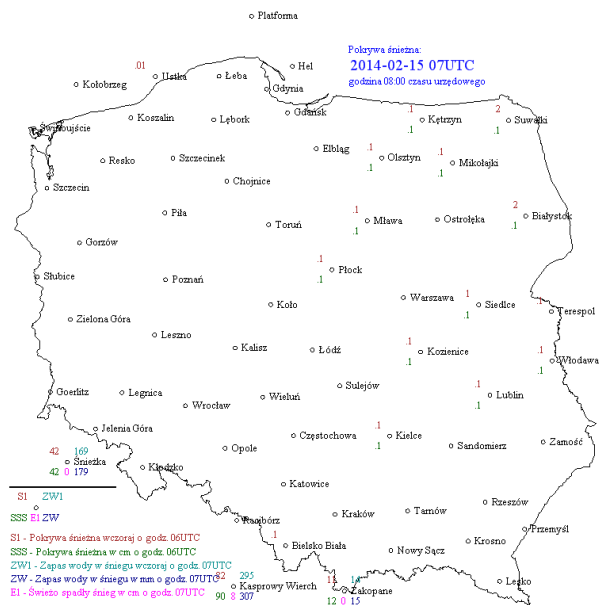 Platforma
Pokrywa śnieżna:
2014-02-15 07UTC
godzina 08:00 czasu urzędowego
.01
Ustka
Łeba
Hel
Kołobrzeg
Gdynia
Gdańsk
Koszalin
Lębork
.1
Kętrzyn
.1
2
Suwałki
.1
Świnoujście
Elbląg
.1
Olsztyn
.1
.1
Mikołajki
.1
Resko
Szczecinek
Szczecin
Chojnice
Piła
Toruń
.1
Mława
.1
Ostrołęka
2
Białystok
.1
Gorzów
Słubice
Poznań
.1
Płock
.1
Koło
Warszawa
.1
Siedlce
.1
.1
Terespol
Zielona Góra
Leszno
Kalisz
Łódź
.1
Kozienice
.1
.1
Włodawa
.1
Goerlitz
Legnica
Wrocław
Wieluń
Sulejów
.1
Lublin
.1
Jelenia Góra
Opole
Częstochowa
.1
Kielce
.1
Sandomierz
Zamość
42 169
Śnieżka
42 0 179
Kłodzko
Katowice
S1 ZW1
SSS E1 ZW
Racibórz
Kraków
Tarnów
Rzeszów
Przemyśl
S1 - Pokrywa śnieżna wczoraj o godz. 06UTC
SSS - Pokrywa śnieżna w cm o godz. 06UTC
ZW1 - Zapas wody w śniegu wczoraj o godz. 07UTC
ZW - Zapas wody w śniegu w mm o godz. 07UTC
E1 - Świeżo spadły śnieg w cm o godz. 07UTC
.1
Bielsko Biała
Nowy Sącz
Krosno
Lesko
295
Kasprowy Wierch
90 8 307
Zakopane
12 0 15